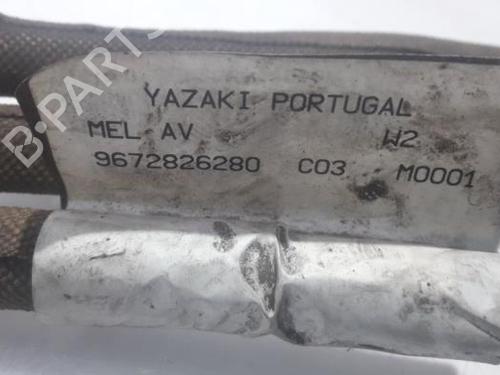 YAZAKI PORTUGAL
MEL AV W2
9672826280 C03 M0001
B-PARTS